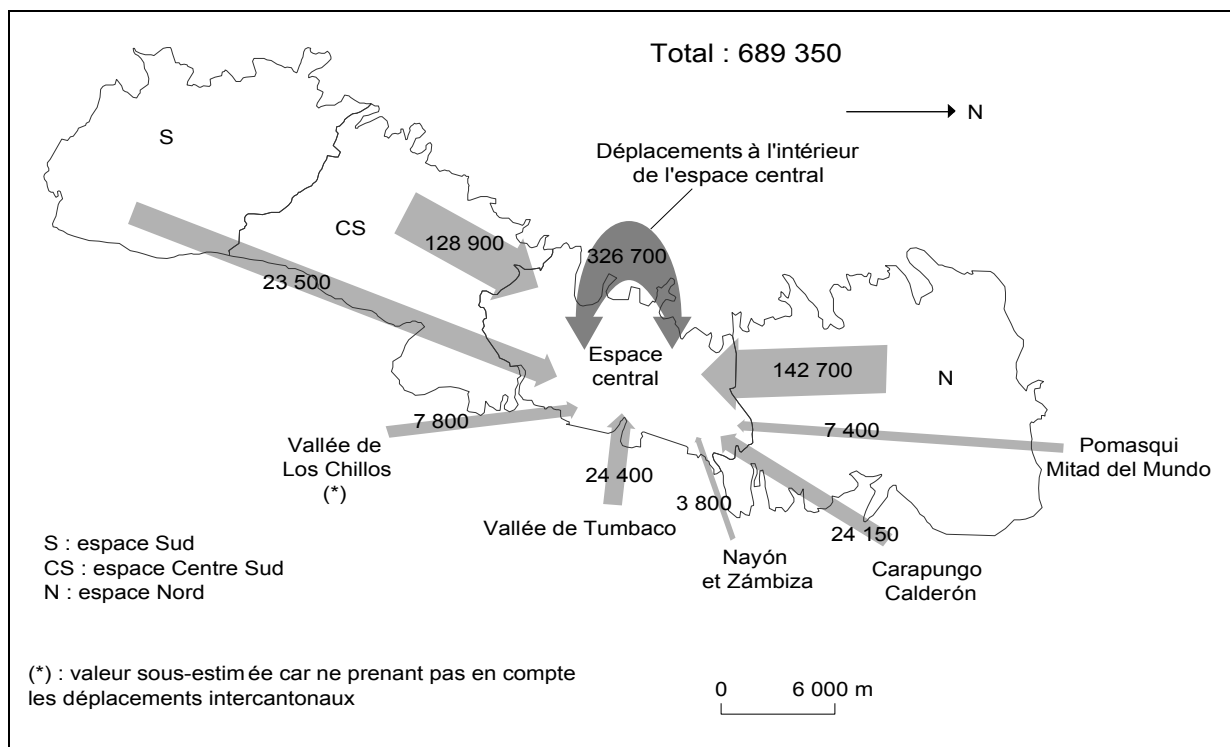 Total : 689 350
N
Déplacements à l'intérieur
de l'espace central
S
CS
128 900
326 700
23 500
Espace
central
142 700
N
7 800
7 400
Vallée de
Los Chillos
(*)
24 400
3 800
24 150
Pomasqui
Mitad del Mundo
Vallée de Tumbaco
Nayón
et Zámbiza
Carapungo
Calderón
S : espace Sud
CS : espace Centre Sud
N : espace Nord
(*) : valeur sous-estimée car ne prenant pas en compte
les déplacements intercantonaux
0 6 000 m